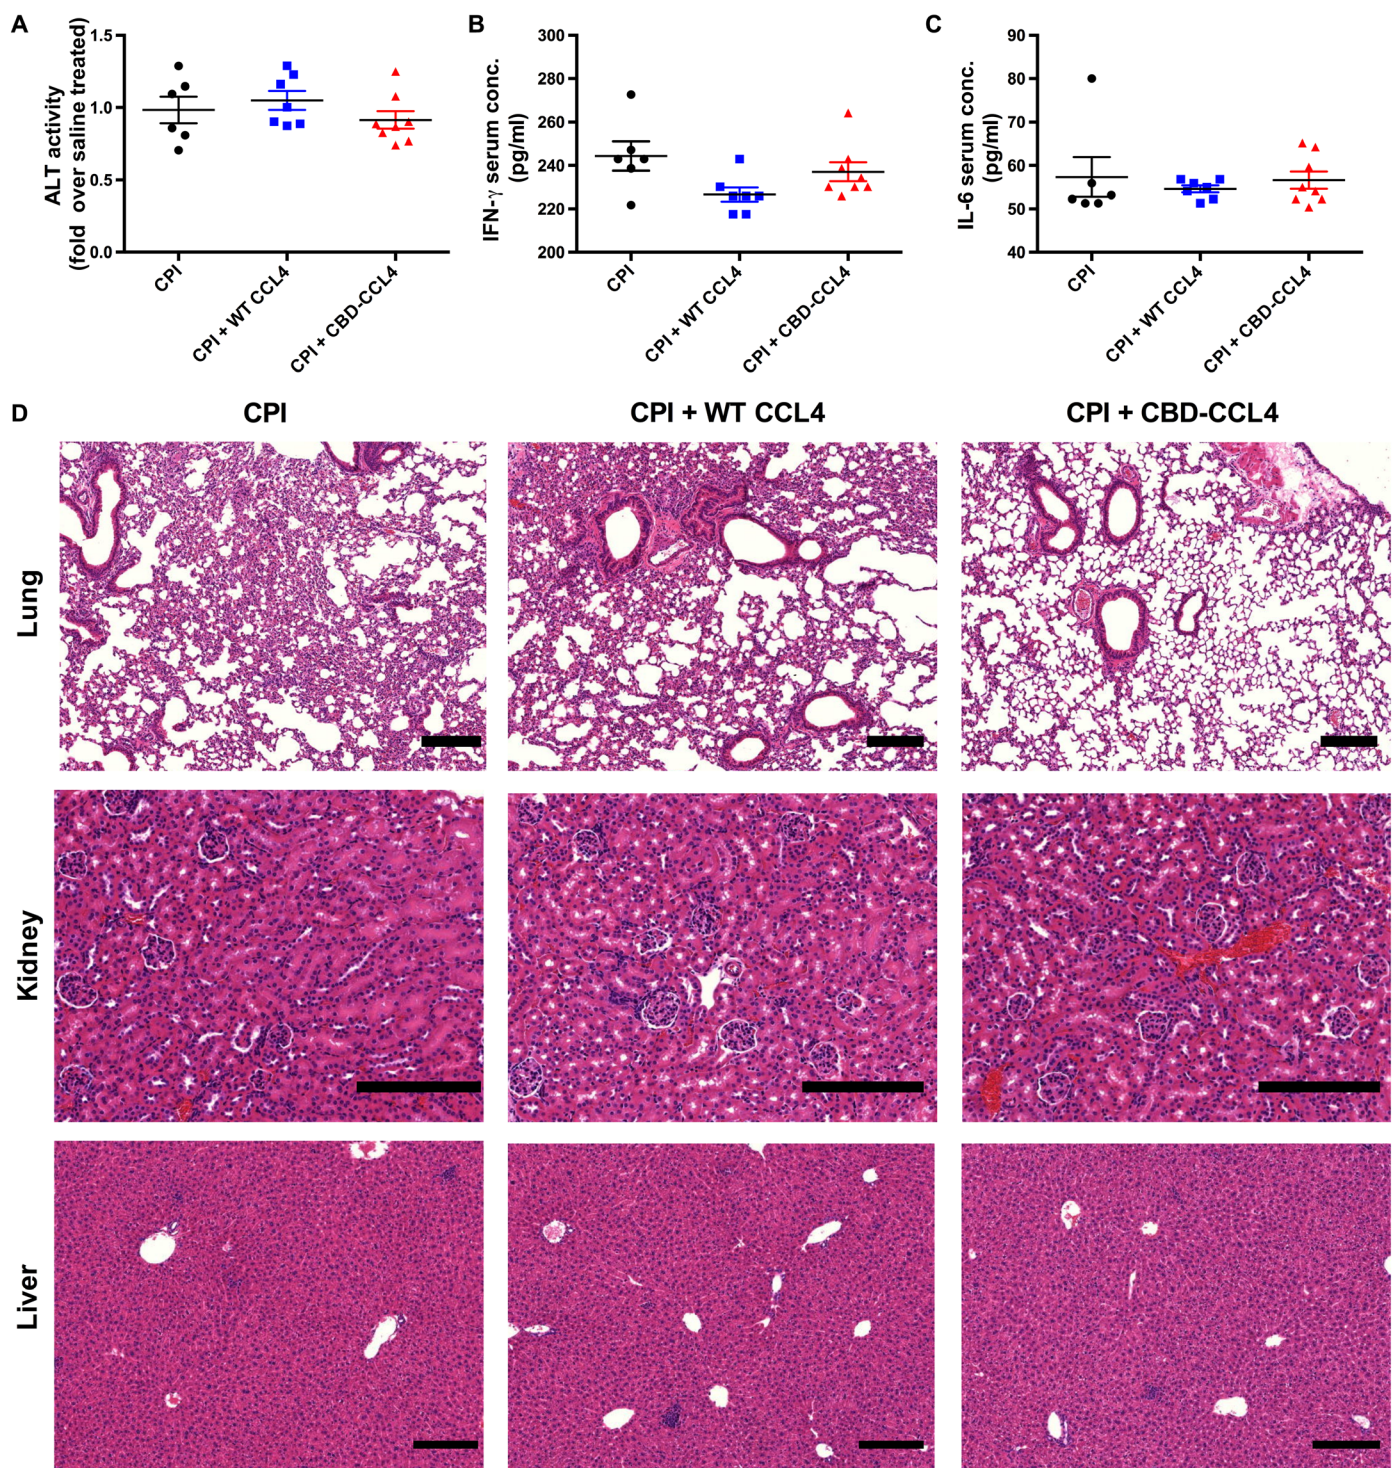 A
ALT activity
(fold over saline treated)
1.5
1.0
0.5
0.0
CPI
CPI + WT CCL4
CPI + CBD-CCL4
B
IFN-γ serum conc.
(pg/ml)
300
280
260
240
220
200
CPI
CPI + WT CCL4
CPI + CBD-CCL4
C
IL-6 serum conc.
(pg/ml)
90
80
70
60
50
40
CPI
CPI + WT CCL4
CPI + CBD-CCL4
D
CPI
CPI + WT CCL4
CPI + CBD-CCL4
Lung
Kidney
Liver